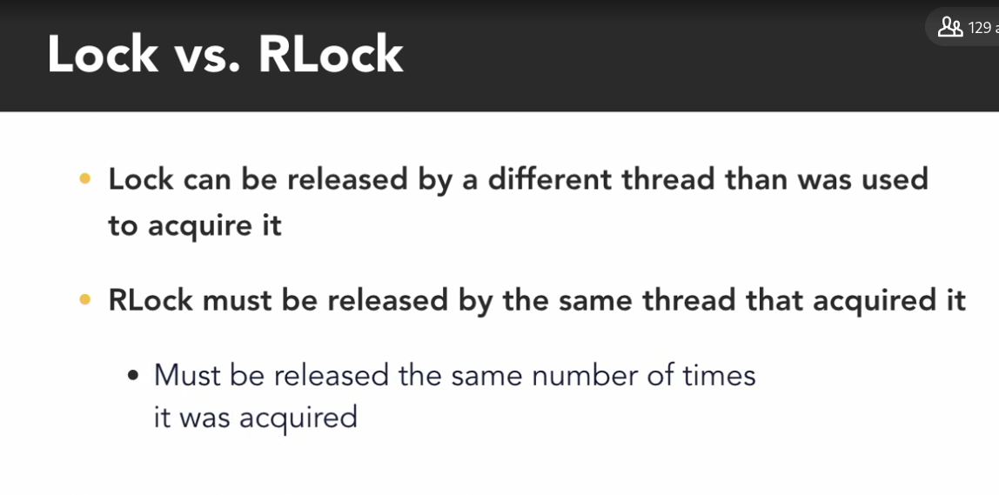 Lock vs. RLock
129 a
Lock can be released by a different thread than was used
to acquire it
RLock must be released by the same thread that acquired it
Must be released the same number of times
it was acquired